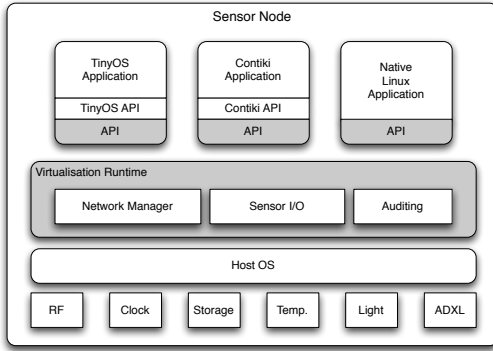 Sensor Node
TinyOS
Application
TinyOS API
API
Contiki
Application
Contiki API
API
Native
Linux
Application
API
Virtualisation Runtime
Network Manager
Sensor I/O
Auditing
Host OS
RF
Clock
Storage
Temp.
Light
ADXL